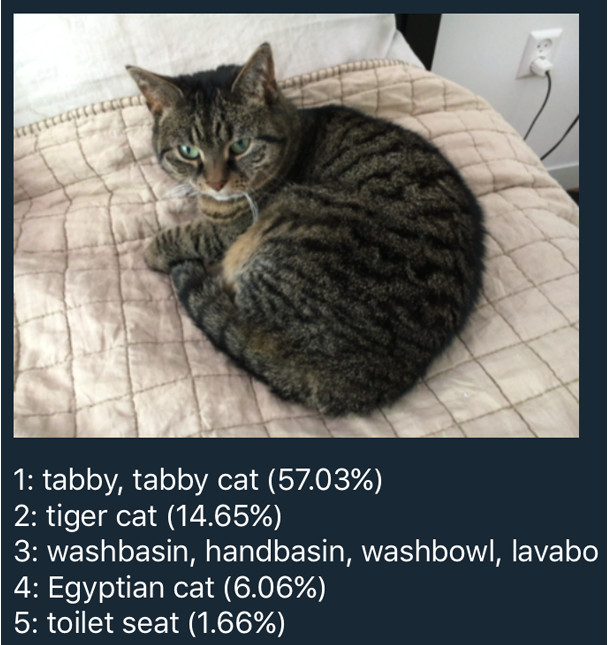 1: tabby, tabby cat (57.03%)
2: tiger cat (14.65%)
3: washbasin, handbasin, washbowl, lavabo
4: Egyptian cat (6.06%)
5: toilet seat (1.66%)